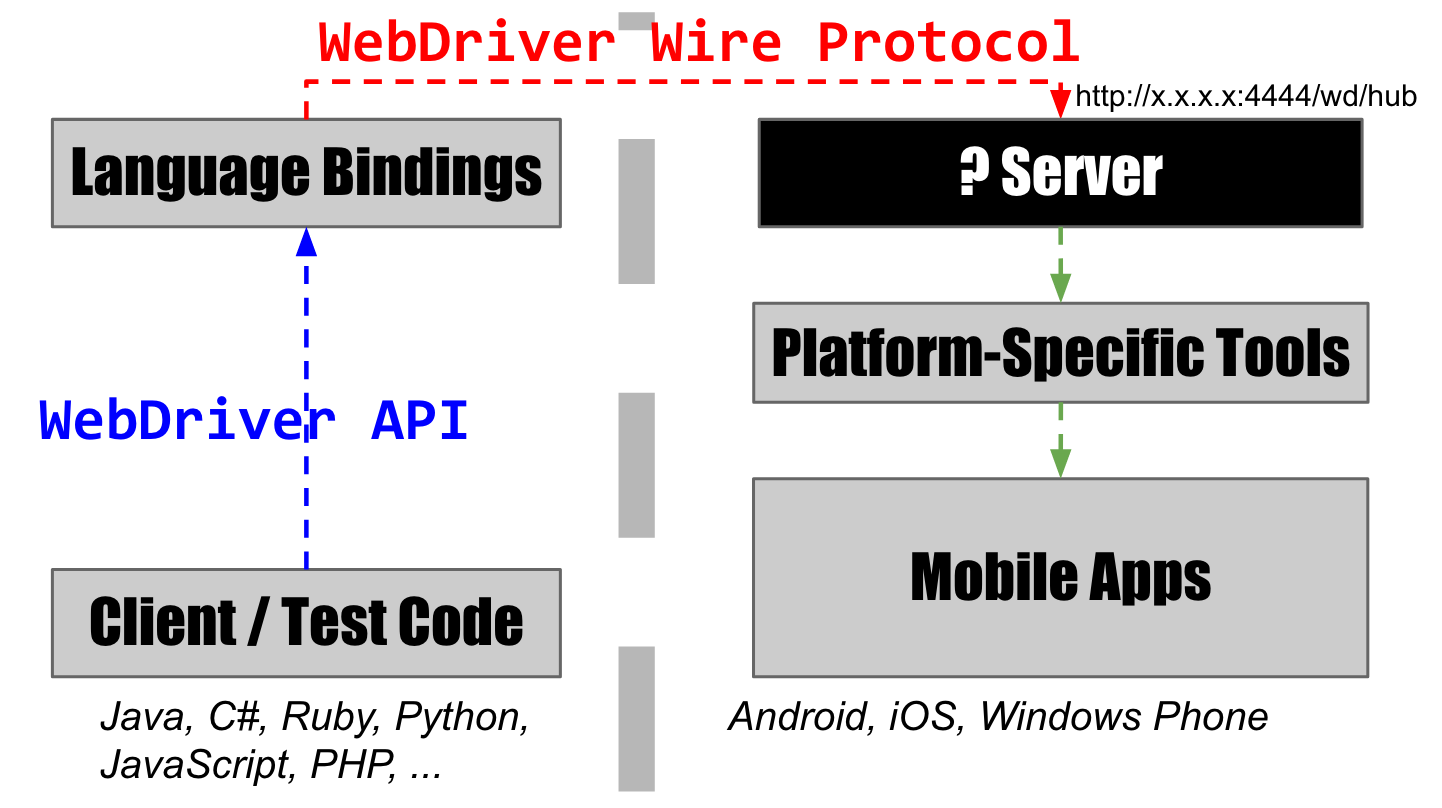 WebDriver Wire Protocol
http://x.x.x.x:4444/wd/hub
Language Bindings
? Server
Platform-Specific Tools
WebDriver API
Mobile Apps
Client / Test Code
Java, C#, Ruby, Python,
JavaScript, PHP, ...
Android, iOS, Windows Phone